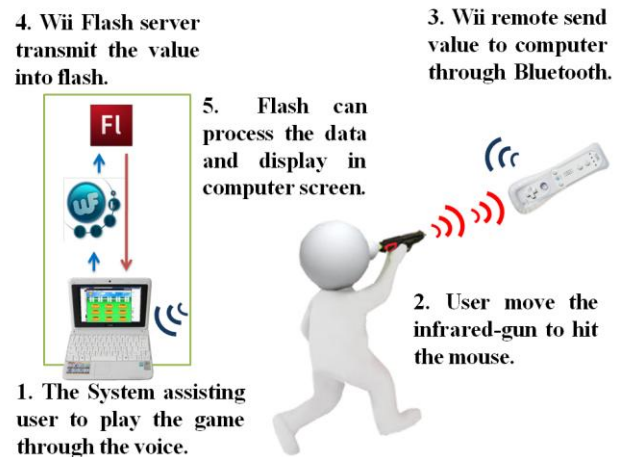 4. Wii Flash server
transmit the value
into flash.
3. Wii remote send
value to computer
through Bluetooth.
5. Flash can
process the data
and display in
computer screen.
Fl
WF
2. User move the
infrared-gun to hit
the mouse.
1. The System assisting
user to play the game
through the voice.